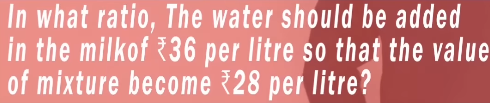 In what ratio, The water should be added
in the milkof ₹36 per litre so that the value
of mixture become ₹28 per litre?